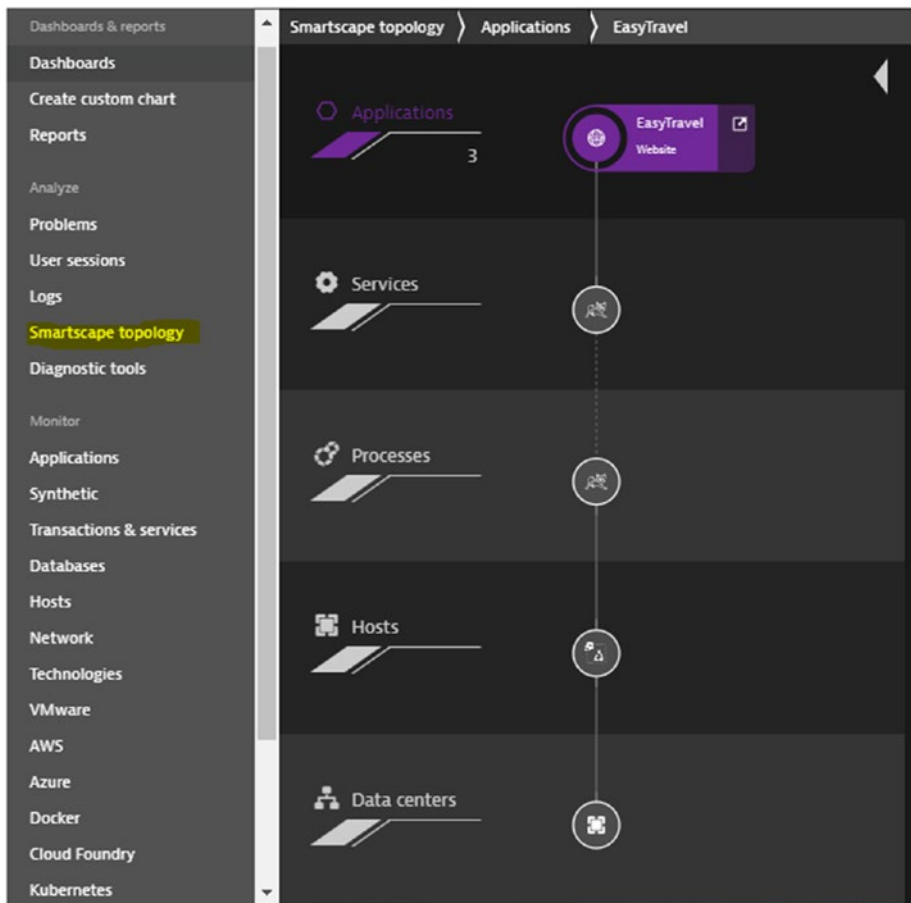 Dashboards & reports
Dashboards
Create custom chart
Reports
Analyze
Problems
User sessions
Logs
Smartscape topology
Diagnostic tools
Monitor
Applications
Synthetic
Transactions & services
Databases
Hosts
Network
Technologies
VMware
AWS
Azure
Docker
Cloud Foundry
Kubernetes
Smartscape topology Applications EasyTravel
Applications
3
EasyTravel
Website
Services
Processes
Hosts
Data centers